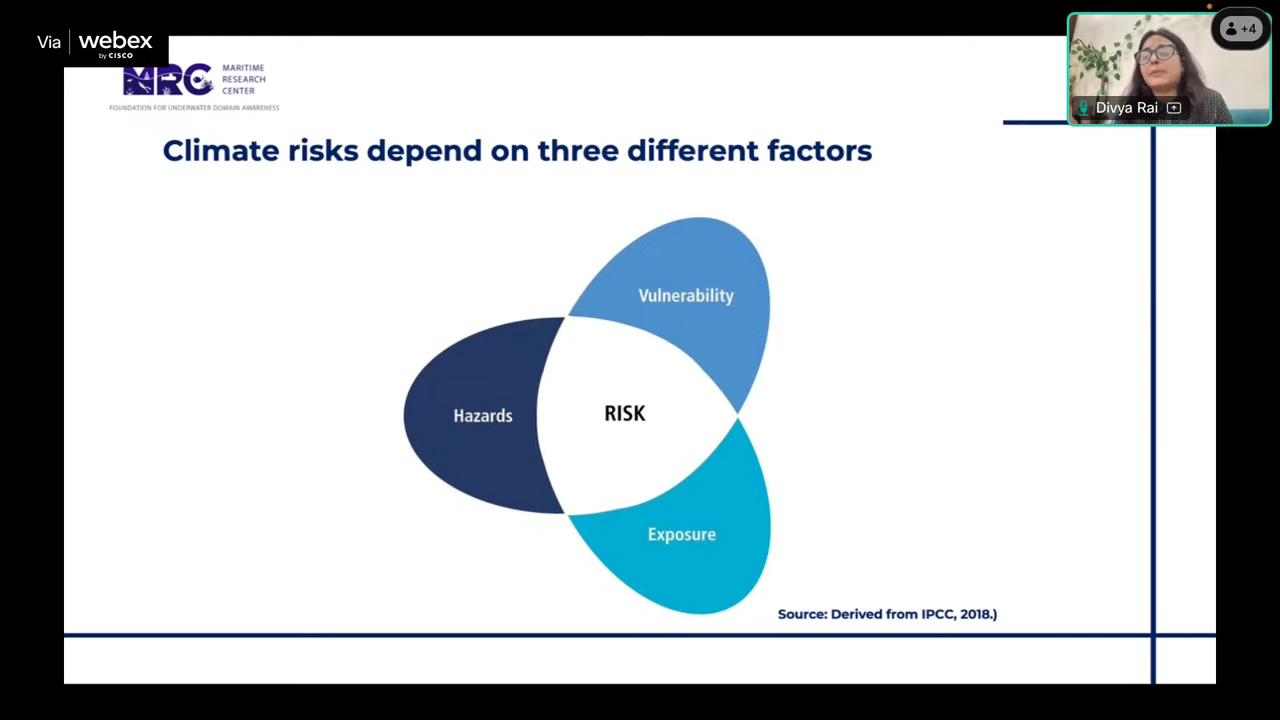 Via
webex
by CISCO
+4
Divya Rai
MRC
MARITIME
RESEARCH
CENTER
FOUNDATION FOR UNDERWATER DOMAIN AWARENESS
Climate risks depend on three different factors
Vulnerability
Hazards
RISK
Exposure
Source: Derived from IPCC, 2018.)